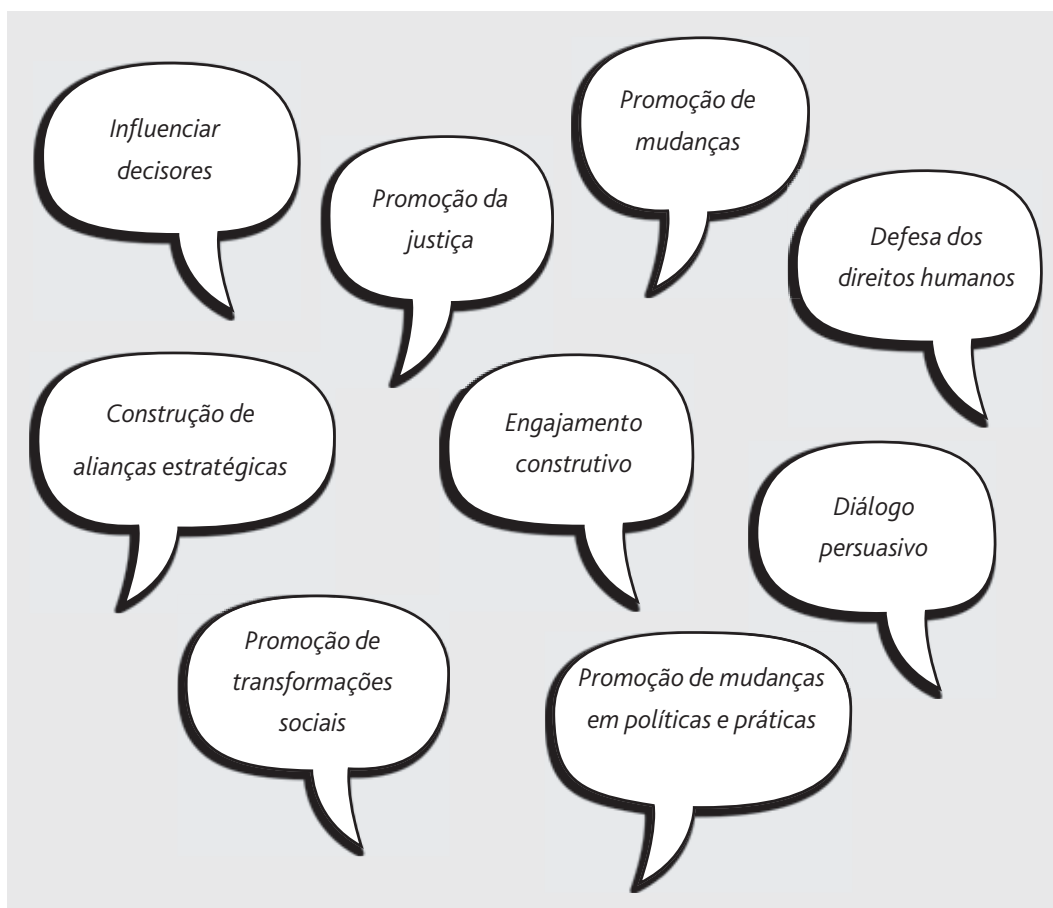 Influenciar
decisores
Promoção da
justiça
Promoção de
mudanças
Defesa dos
direitos humanos
Construção de
alianças estratégicas
Engajamento
construtivo
Diálogo
persuasivo
Promoção de
transformações
sociais
Promoção de mudanças
em políticas e práticas